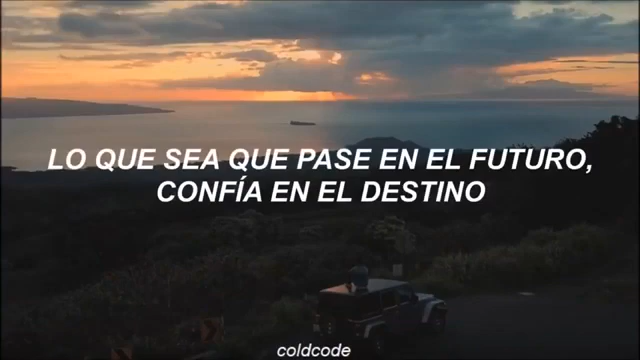 LO QUE SEA QUE PASE EN EL FUTURO,
CONFÍA EN EL DESTINO
coldcode